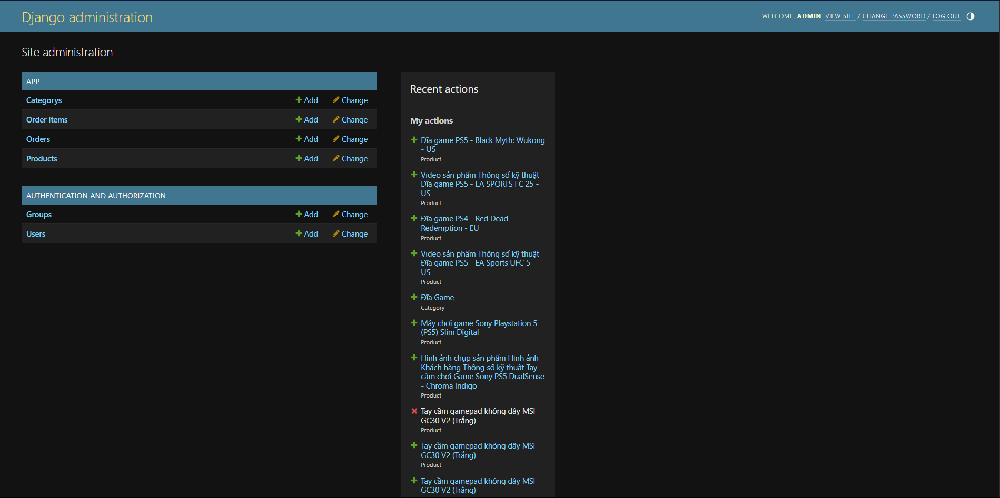 Django administration
WELCOME, ADMIN. VIEW SITE / CHANGE PASSWORD / LOG OUT
Site administration
APP
Categorys Add Change
Order items Add Change
Orders Add Change
Products Add Change
AUTHENTICATION AND AUTHORIZATION
Groups Add Change
Users Add Change
Recent actions
My actions
Đĩa game PS5 - Black Myth: Wukong
- US
Product
Video sản phẩm Thông số kỹ thuật
Đĩa game PS5 - EA SPORTS FC 25 -
US
Product
Đĩa game PS4 - Red Dead
Redemption - EU
Product
Video sản phẩm Thông số kỹ thuật
Đĩa game PS5 - EA Sports UFC 5 -
US
Product
Đĩa Game
Category
Máy chơi game Sony Playstation 5
(PS5) Slim Digital
Product
Hình ảnh chụp sản phẩm Hình ảnh
Khách hàng Thông số kỹ thuật Tay
cầm chơi Game Sony PS5 DualSense
- Chroma Indigo
Product
Tay cầm gamepad không dây MSI
GC30 V2 (Trắng)
Product
Tay cầm gamepad không dây MSI
GC30 V2 (Trắng)
Product
Tay cầm gamepad không dây MSI
GC30 V2 (Trắng)